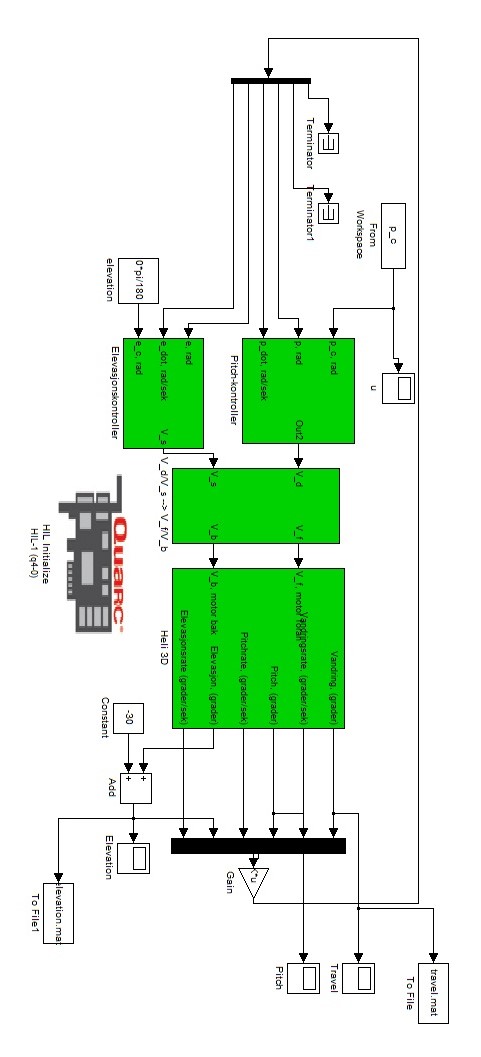 Terminator
Terminator1
p_c
From
Workspace
u
0*pi/180
elevation
p_c, rad
p, rad
p_dot, rad/sek
Out2
Pitch-kontroller
e, rad
e_dot, rad/sek
e_c, rad
V_s
Elevasjonskontroller
V_d
V_s
V_f
V_b
V_d/V_s --> V_f/V_b
QuaRC
HIL Initialize
HIL-1 (q4-0)
V_f, motor foran
V_b, motor bak
Vandring, (grader)
Vandringsrate, (grader/sek)
Pitch, (grader)
Pitchrate, (grader/sek)
Elevasjon, (grader)
Elevasjonsrate (grader/sek)
Heli 3D
-30
Constant
+
+
Add
Elevation
elevation.mat
To File1
K*u
Gain
Pitch
Travel
travel.mat
To File